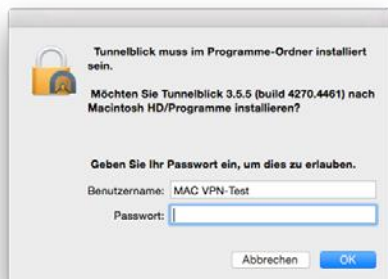 Tunnelblick muss im Programme-Ordner installiert
sein.
Möchten Sie Tunnelblick 3.5.5 (build 4270.4461) nach
Macintosh HD/Programme installieren?
Geben Sie Ihr Passwort ein, um dies zu erlauben.
Benutzername: MAC VPN-Test
Passwort:
Abbrechen OK